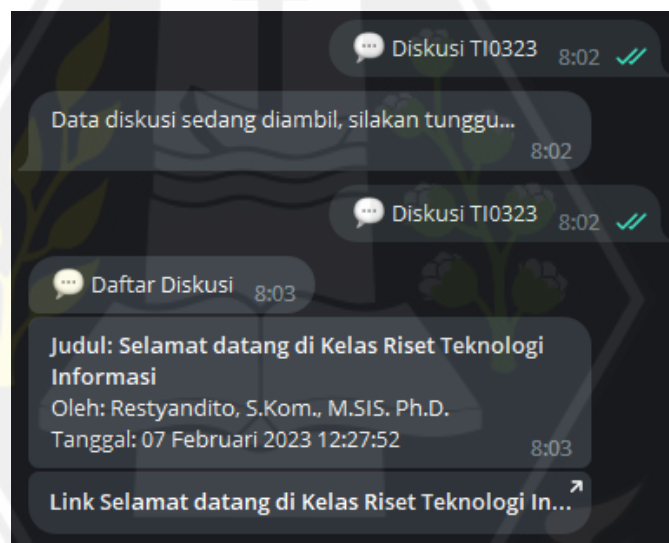 💬 Diskusi TI0323 8:02
Data diskusi sedang diambil, silakan tunggu...
8:02
💬 Diskusi TI0323 8:02
💬 Daftar Diskusi 8:03
Judul: Selamat datang di Kelas Riset Teknologi
Informasi
Oleh: Restyandito, S.Kom., M.SIS. Ph.D.
Tanggal: 07 Februari 2023 12:27:52 8:03
Link Selamat datang di Kelas Riset Teknologi In...